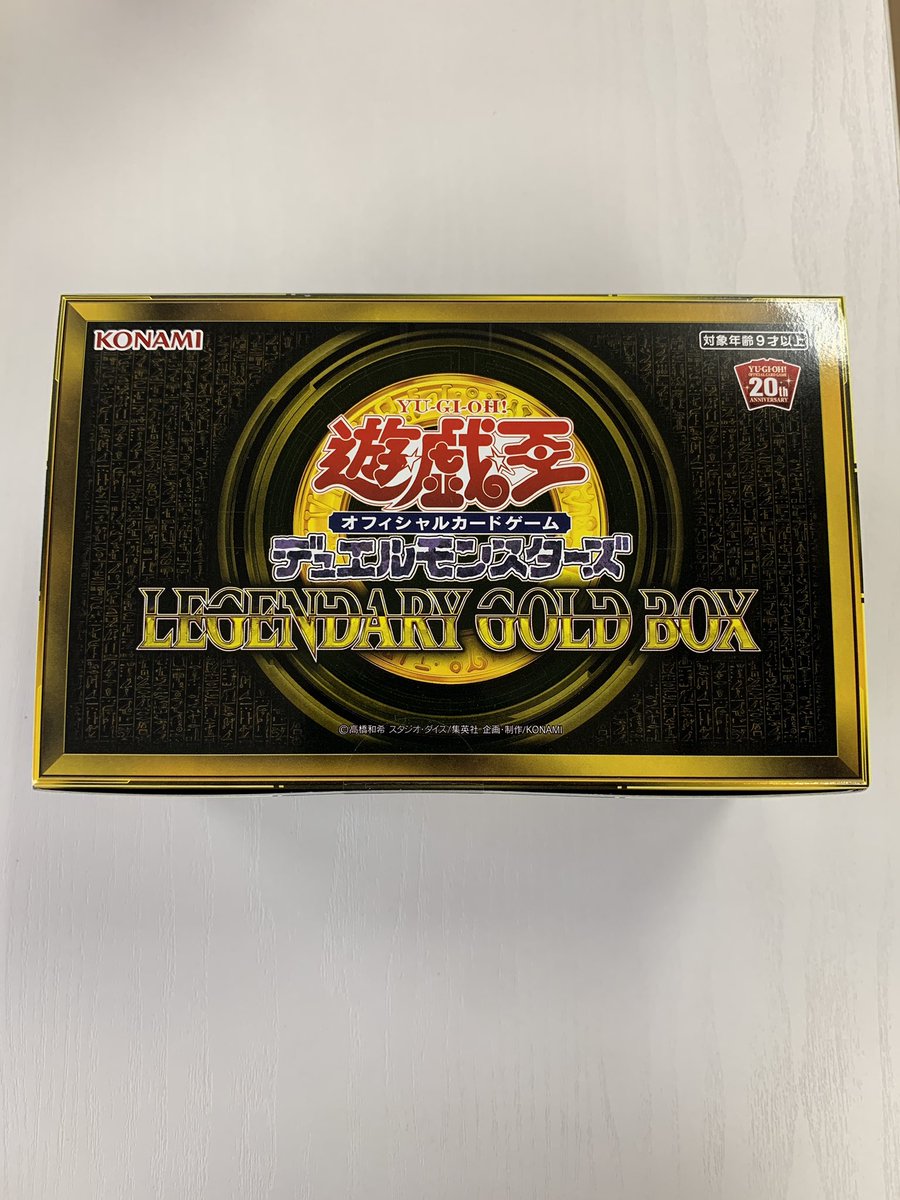 KONAMI
対象年齢9才以上
YU-GI-OH!
OFFICIAL CARD GAME
20th
ANNIVERSARY
YU-GI-OH!
遊☆戯☆王
オフィシャルカードゲーム
デュエルモンスターズ
LEGENDARY GOLD BOX
©高橋和希 スタジオ・ダイス/集英社 企画・制作/KONAMI